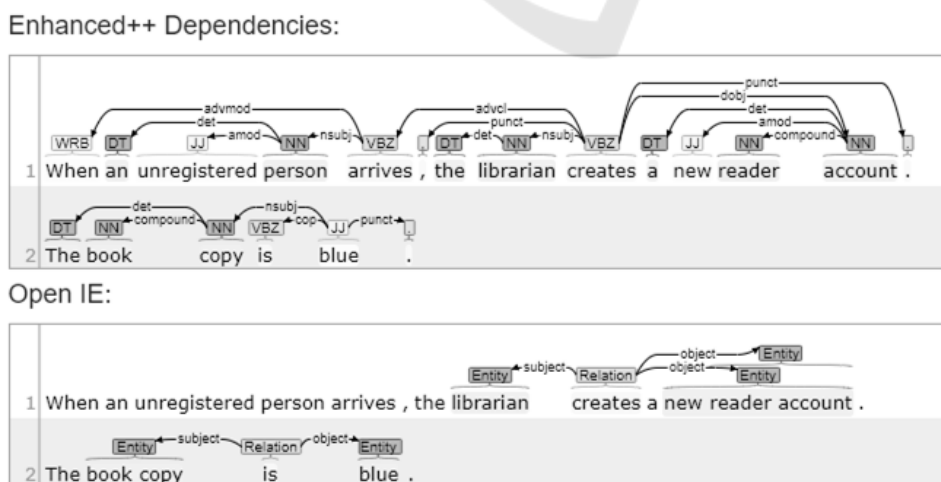 Enhanced++ Dependencies:
punct
dobj
advmod advcl det
det punct amod
amod nsubj det nsubj compound
WRB DT JJ NN VBZ , DT NN VBZ DT JJ NN NN .
1 When an unregistered person arrives , the librarian creates a new reader account .
det nsubj
compound cop punct
DT NN NN VBZ JJ .
2 The book copy is blue .
Open IE:
object Entity
subject object
Entity Relation Entity
1 When an unregistered person arrives , the librarian creates a new reader account .
subject object
Entity Relation Entity
2 The book copy is blue .